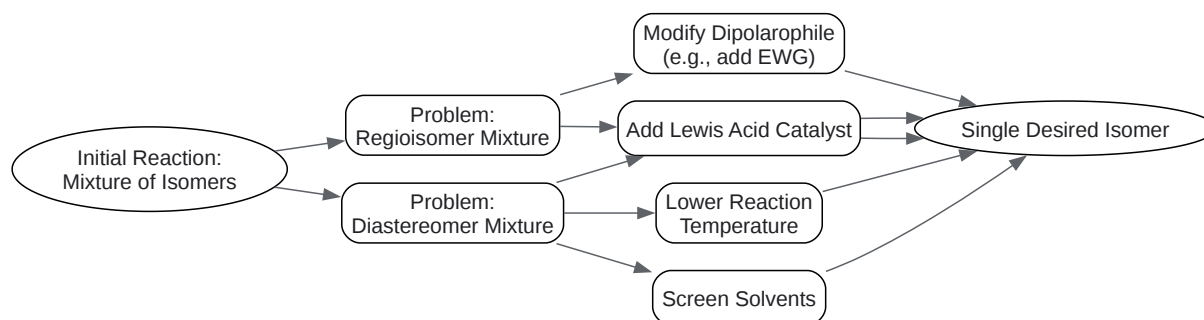 Initial Reaction:
Mixture of Isomers
Problem:
Regioisomer Mixture
Problem:
Diastereomer Mixture
Modify Dipolarophile
(e.g., add EWG)
Add Lewis Acid Catalyst
Lower Reaction
Temperature
Screen Solvents
Single Desired Isomer